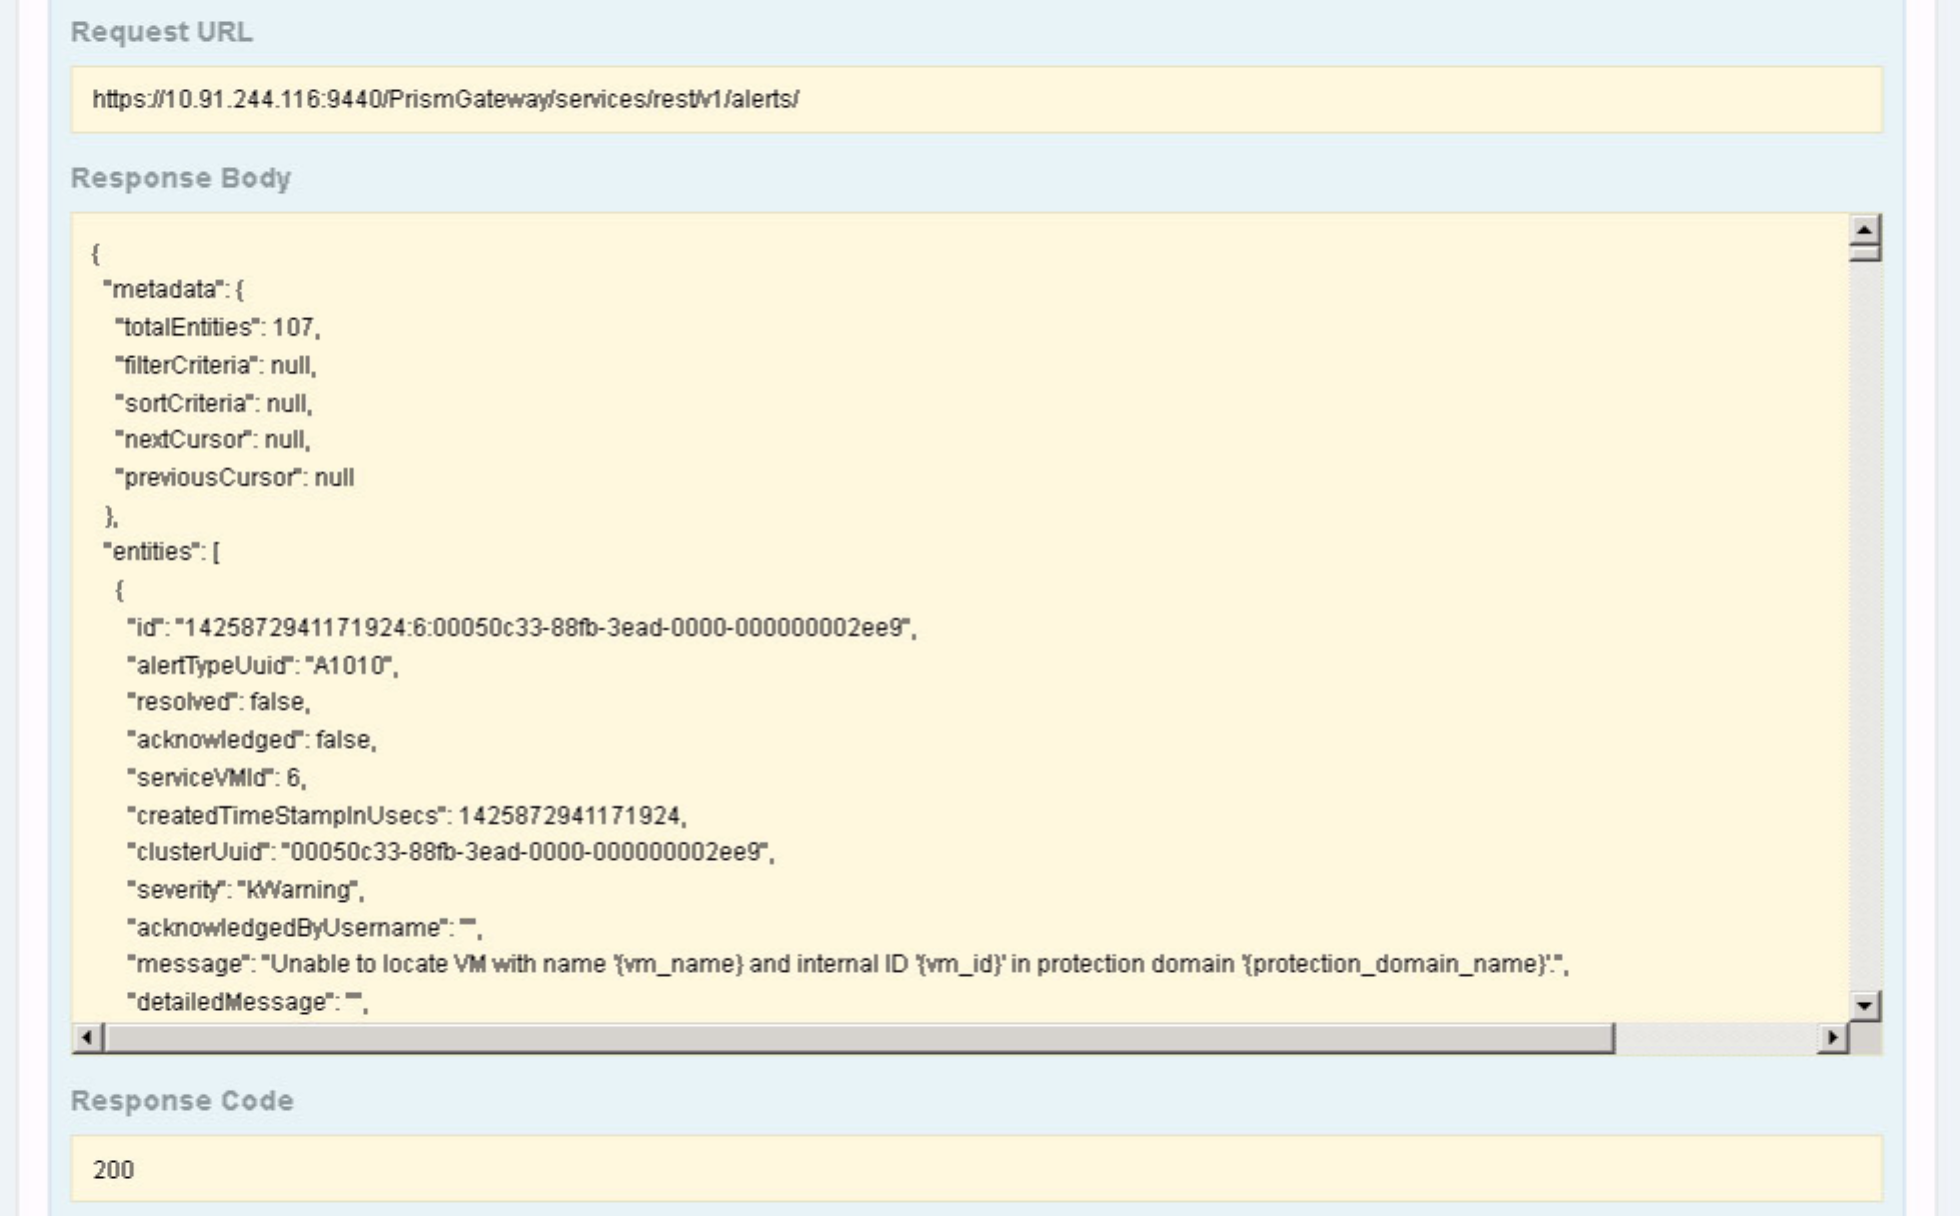 Request URL
https://10.91.244.116:9440/PrismGateway/services/rest/v1/alerts/
Response Body
{
"metadata": {
"totalEntities": 107,
"filterCriteria": null,
"sortCriteria": null,
"nextCursor": null,
"previousCursor": null
},
"entities": [
{
"id": "1425872941171924:6:00050c33-88fb-3ead-0000-000000002ee9",
"alertTypeUuid": "A1010",
"resolved": false,
"acknowledged": false,
"serviceVMId": 6,
"createdTimeStampInUsecs": 1425872941171924,
"clusterUuid": "00050c33-88fb-3ead-0000-000000002ee9",
"severity": "kWarning",
"acknowledgedByUsername": "",
"message": "Unable to locate VM with name '{vm_name} and internal ID '{vm_id}' in protection domain '{protection_domain_name}'.",
"detailedMessage": "",
Response Code
200